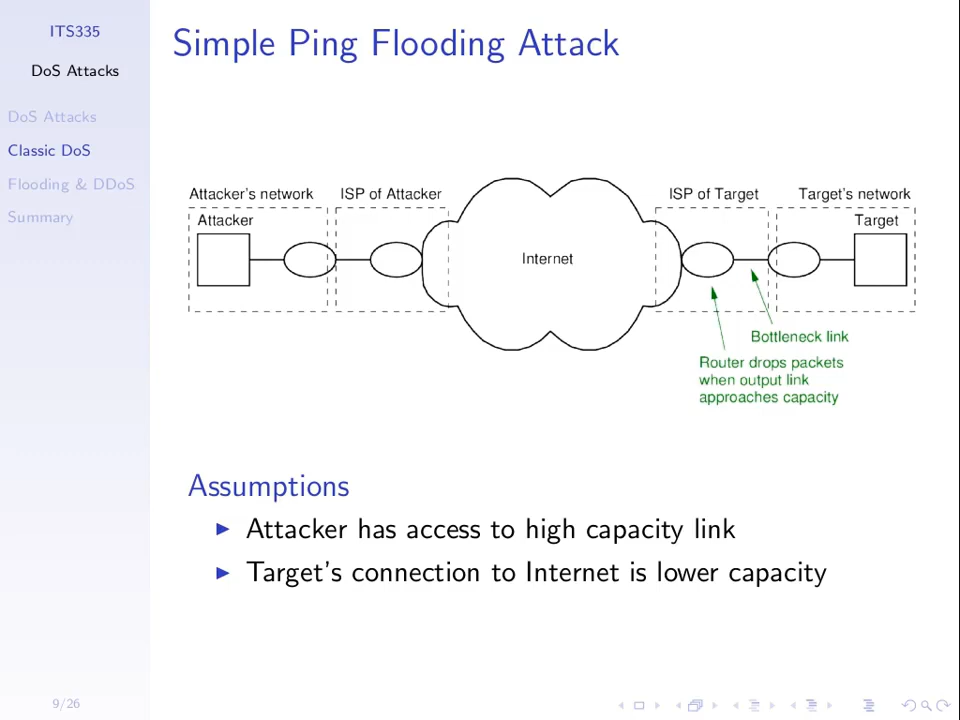 ITS335
DoS Attacks
DoS Attacks
Classic DoS
Flooding & DDoS
Summary
Simple Ping Flooding Attack
Attacker's network
ISP of Attacker
ISP of Target
Target's network
Attacker
Target
Internet
Bottleneck link
Router drops packets
when output link
approaches capacity
Assumptions
Attacker has access to high capacity link
Target's connection to Internet is lower capacity
9/26